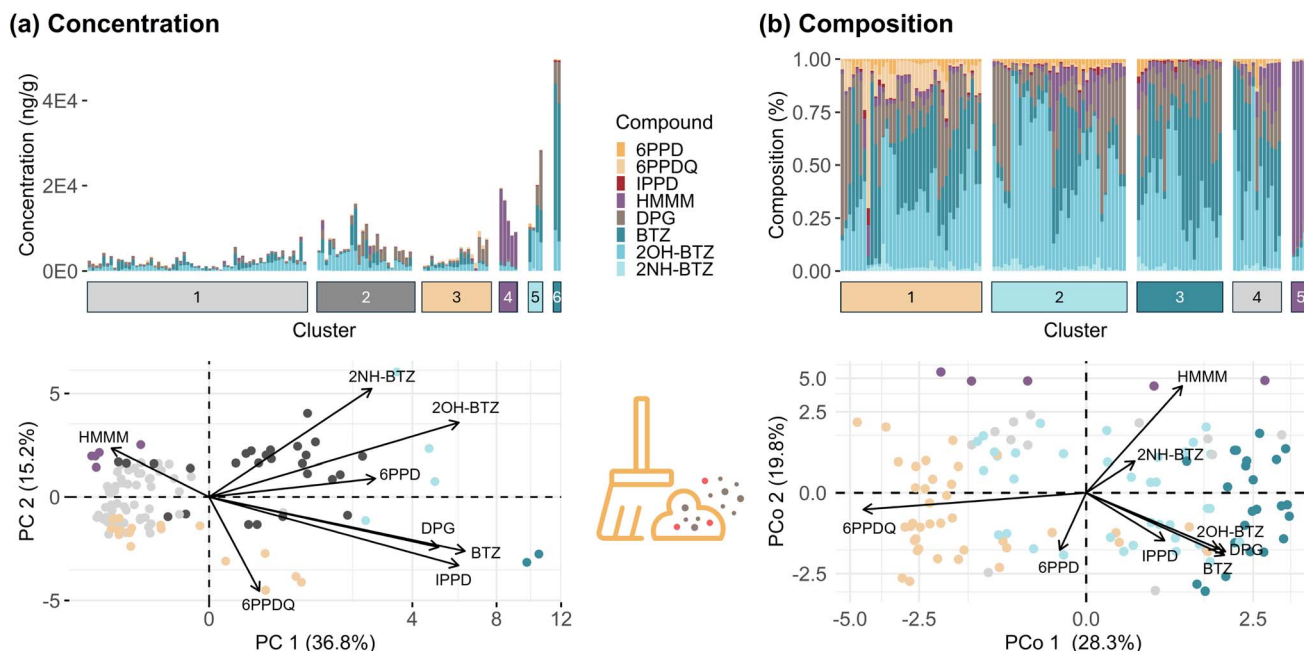 (a) Concentration
Concentration (ng/g)
4E4
2E4
0E0
1 2 3 4 5 6
Cluster
Compound
6PPD
6PPDQ
IPPD
HMMM
DPG
BTZ
2OH-BTZ
2NH-BTZ
(b) Composition
Composition (%)
1.00
0.75
0.50
0.25
0.00
1 2 3 4 5
Cluster
PC 2 (15.2%)
5
0
-5
HMMM
2NH-BTZ
2OH-BTZ
6PPD
DPG
BTZ
IPPD
6PPDQ
0 4 8 12
PC 1 (36.8%)
PCo 2 (19.8%)
5.0
2.5
0.0
-2.5
HMMM
2NH-BTZ
6PPDQ
6PPD
IPPD
2OH-BTZ
DPG
BTZ
-5.0 -2.5 0.0 2.5
PCo 1 (28.3%)